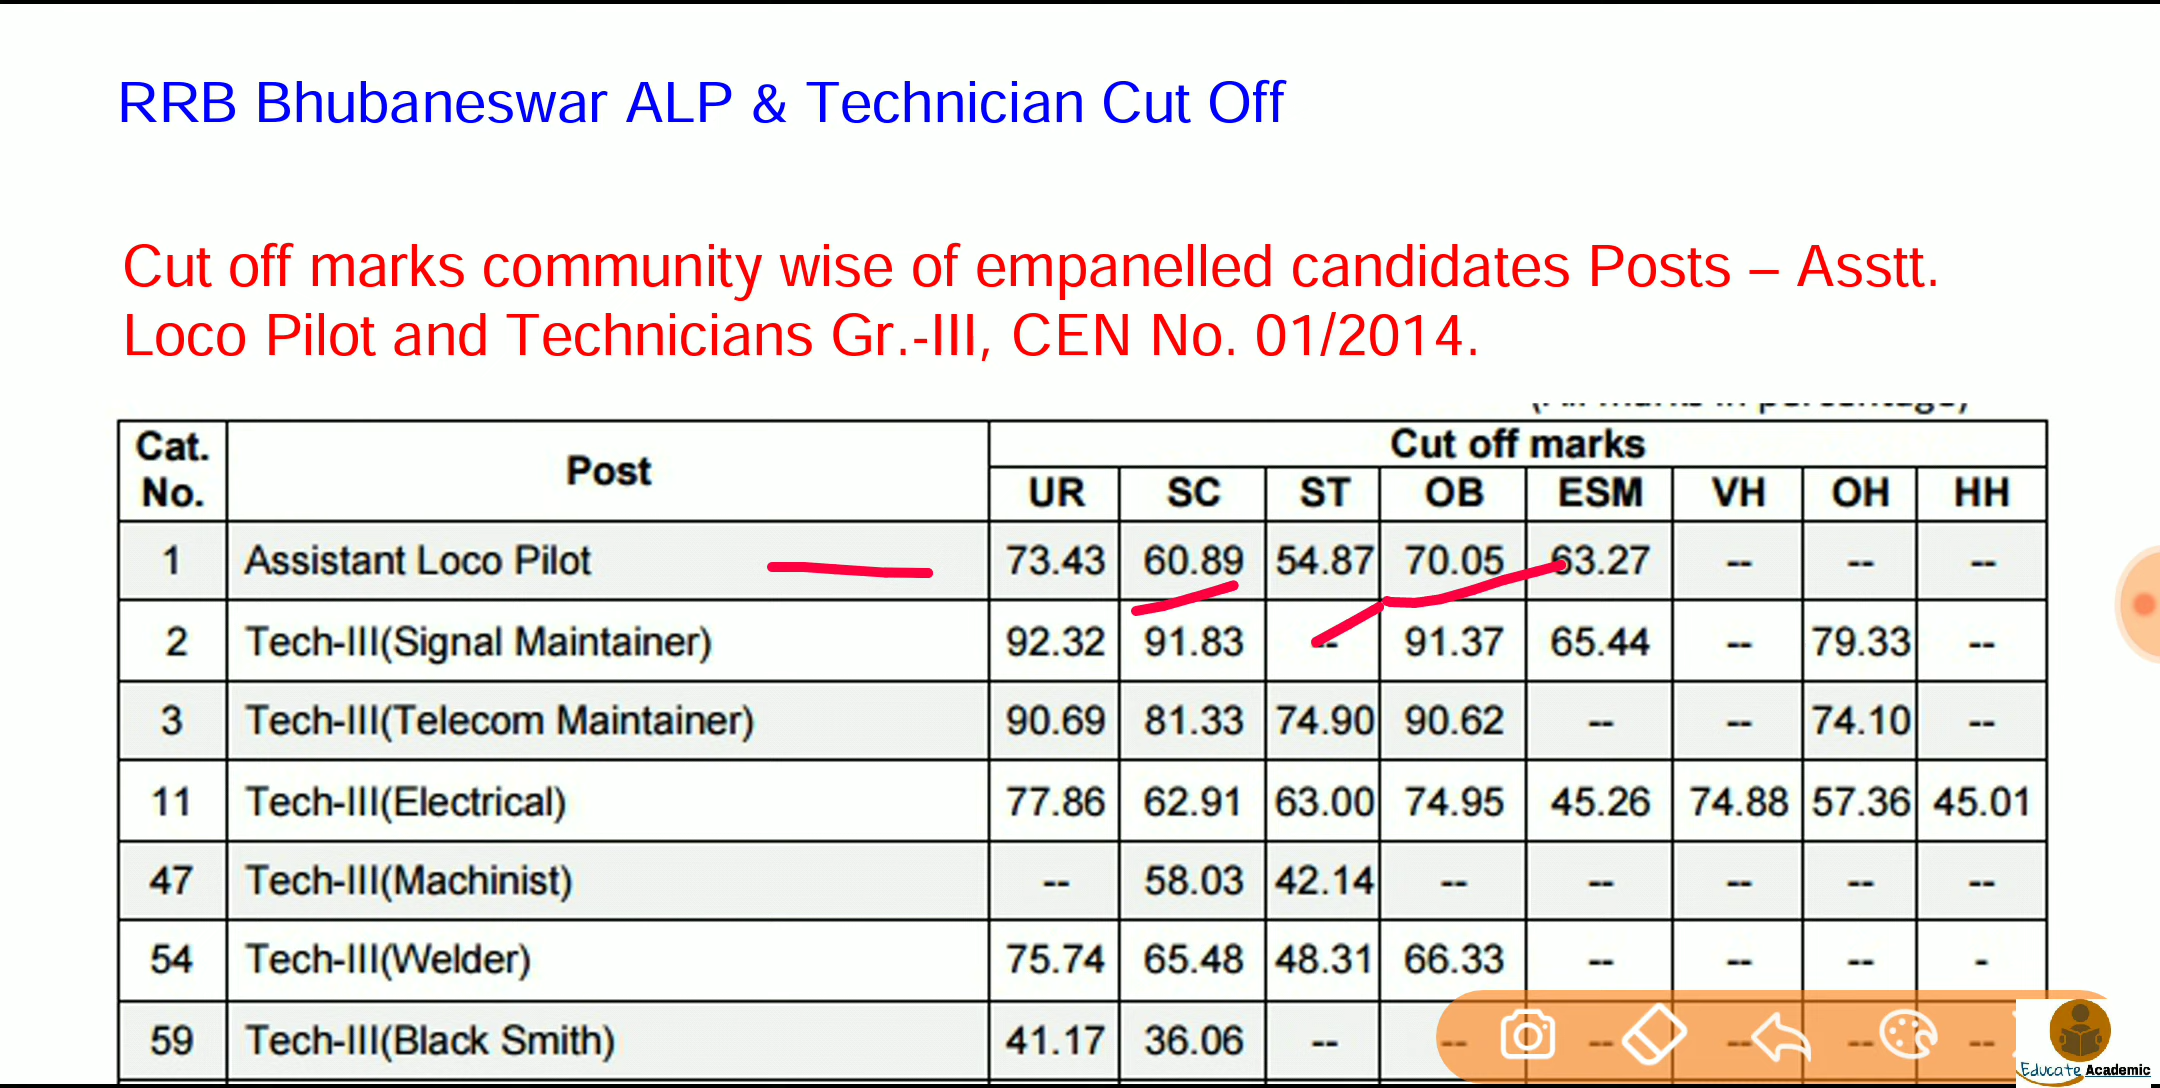 RRB Bhubaneswar ALP & Technician Cut Off
Cut off marks community wise of empanelled candidates Posts – Asstt.
Loco Pilot and Technicians Gr.-III, CEN No. 01/2014.
Cat. No. Post Cut off marks
UR SC ST OB ESM VH OH HH
1 Assistant Loco Pilot 73.43 60.89 54.87 70.05 63.27 -- -- --
2 Tech-III(Signal Maintainer) 92.32 91.83 -- 91.37 65.44 -- 79.33 --
3 Tech-III(Telecom Maintainer) 90.69 81.33 74.90 90.62 -- -- 74.10 --
11 Tech-III(Electrical) 77.86 62.91 63.00 74.95 45.26 74.88 57.36 45.01
47 Tech-III(Machinist) -- 58.03 42.14 -- -- -- -- --
54 Tech-III(Welder) 75.74 65.48 48.31 66.33 -- -- -- -
59 Tech-III(Black Smith) 41.17 36.06 -- -- -- -- -- --
Educate Academic